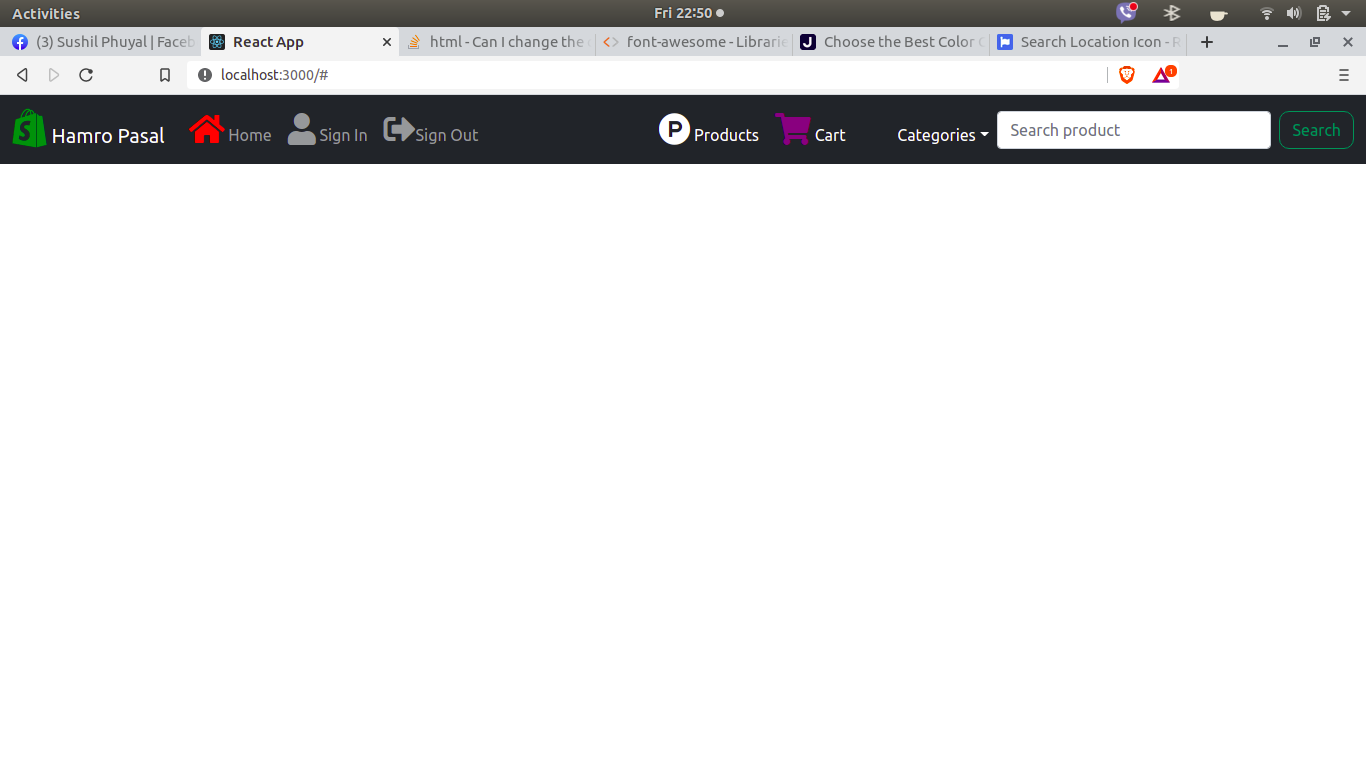 Activities
Fri 22:50
(3) Sushil Phuyal | Faceb
React App
html - Can I change the
font-awesome - Librarie
Choose the Best Color
Search Location Icon - R
localhost:3000/#
1
S Hamro Pasal
Home
Sign In
Sign Out
P Products
Cart
Categories
Search product
Search